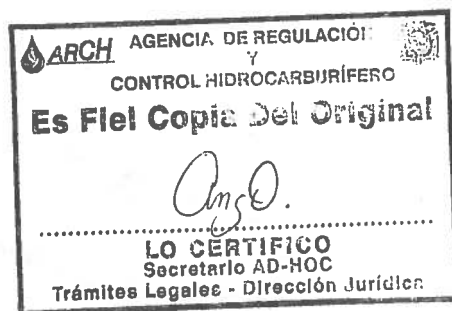 ARCH AGENCIA DE REGULACIÓN
Y
CONTROL HIDROCARBURÍFERO
Es Fiel Copia Del Original
LO CERTIFICO
Secretario AD-HOC
Trámites Legales - Dirección Jurídica